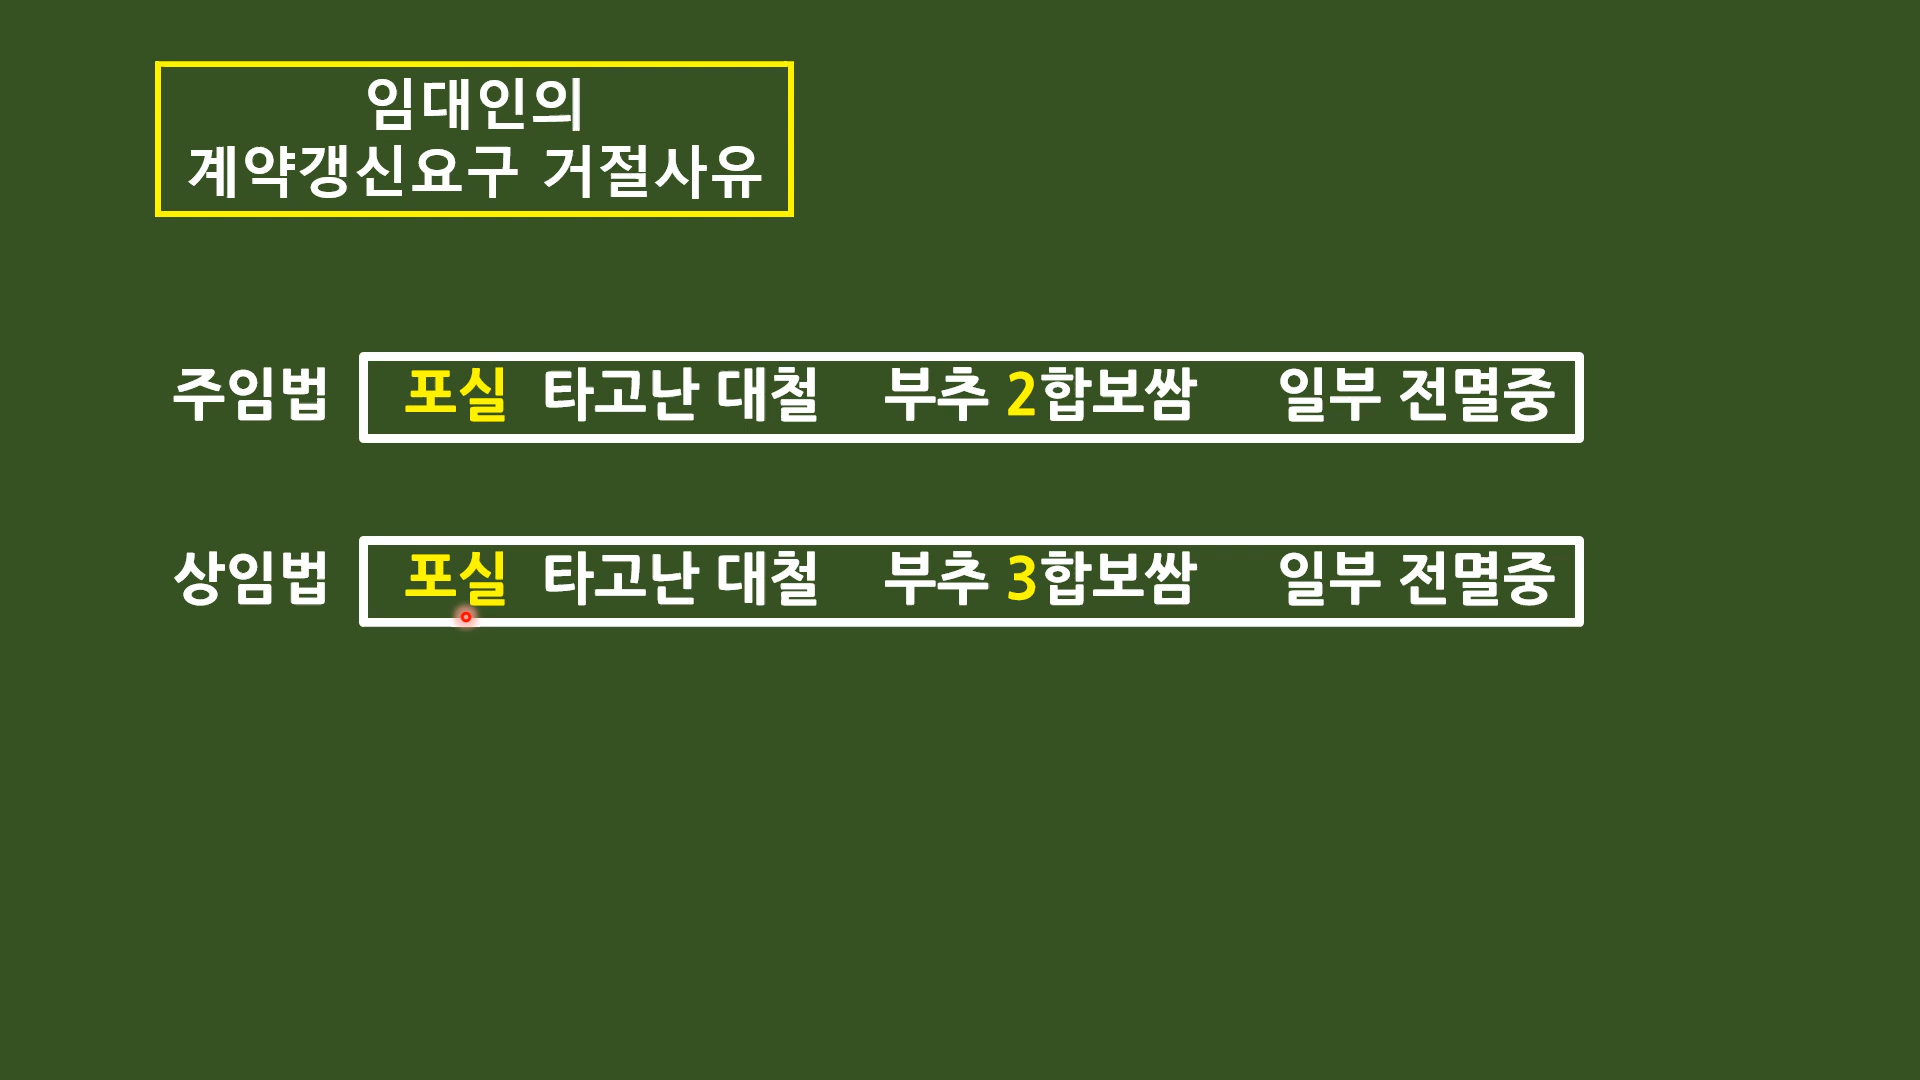 임대인의
계약갱신요구 거절사유
주임법 포실 타고난 대철 부추 2합보쌈 일부 전멸중
상임법 포실 타고난 대철 부추 3합보쌈 일부 전멸중